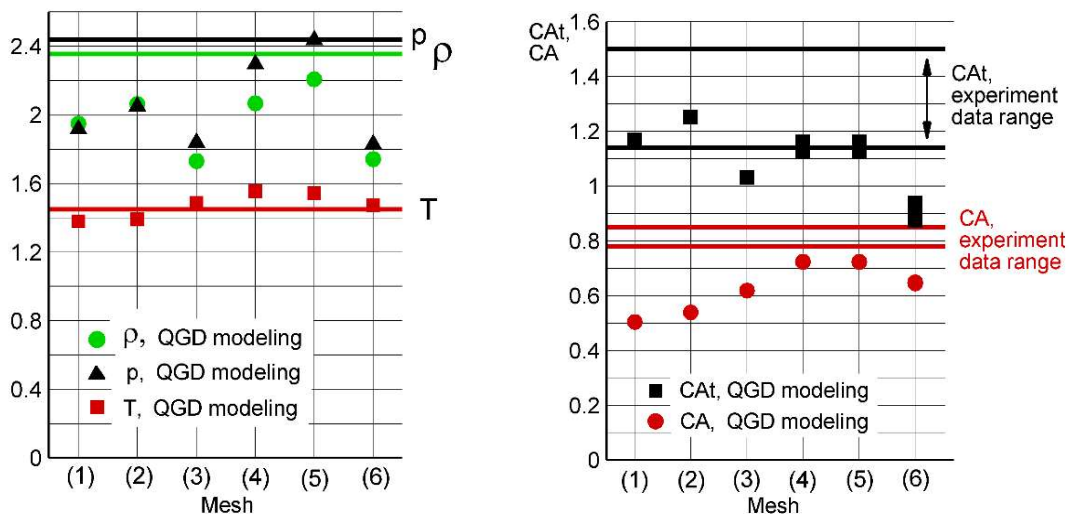 2.4
2
1.6
1.2
0.8
0.4
0
p
ρ
T
ρ, QGD modeling
p, QGD modeling
T, QGD modeling
(1) (2) (3) (4) (5) (6)
Mesh
1.6
CAt,
CA
1.4
1.2
1
0.8
0.6
0.4
0.2
0
CAt,
experiment
data range
CA,
experiment
data range
CAt, QGD modeling
CA, QGD modeling
(1) (2) (3) (4) (5) (6)
Mesh